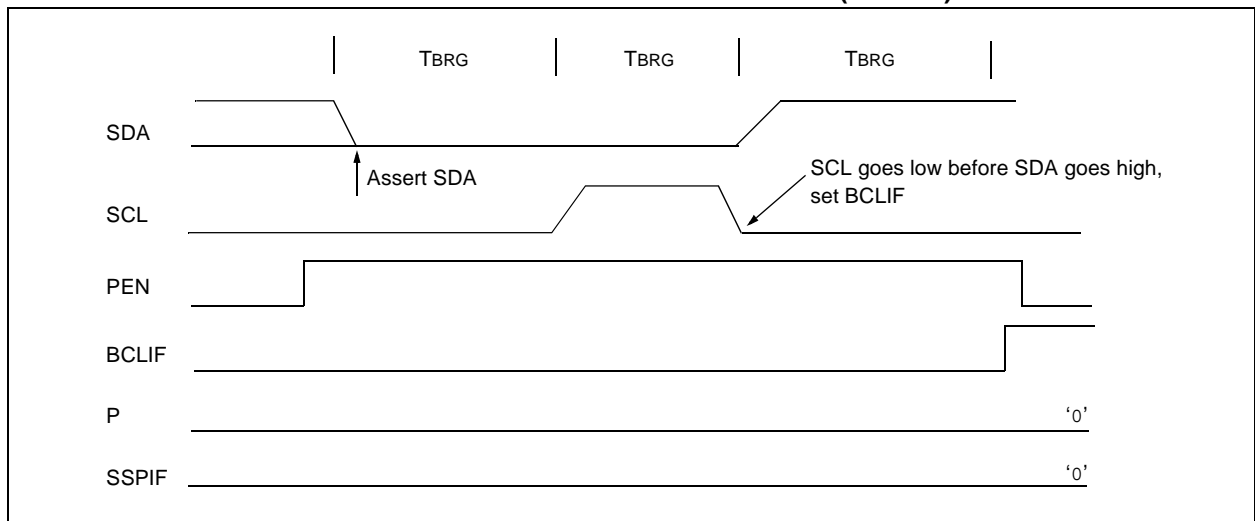 TBRG TBRG TBRG
SDA
Assert SDA
SCL goes low before SDA goes high,
set BCLIF
SCL
PEN
BCLIF
P '0'
SSPIF '0'